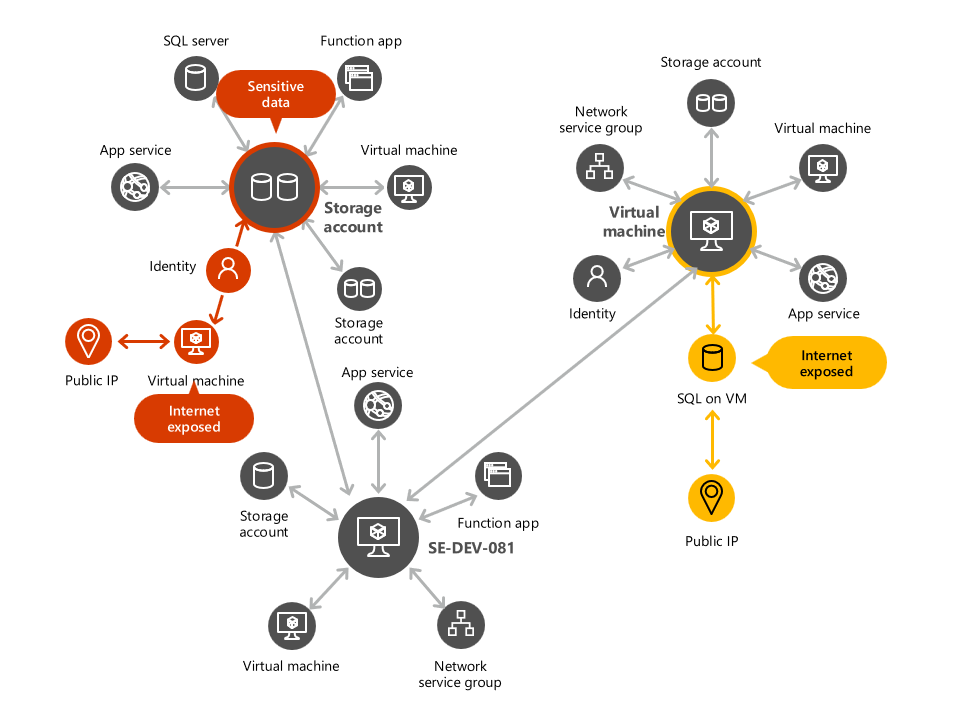 SQL server
Function app
Sensitive
data
App service
Virtual machine
Storage
account
Identity
Storage
account
Public IP
Virtual machine
Internet
exposed
Storage account
Network
service group
Virtual machine
Virtual
machine
Identity
App service
Internet
exposed
SQL on VM
Public IP
App service
Storage
account
Function app
SE-DEV-081
Virtual machine
Network
service group